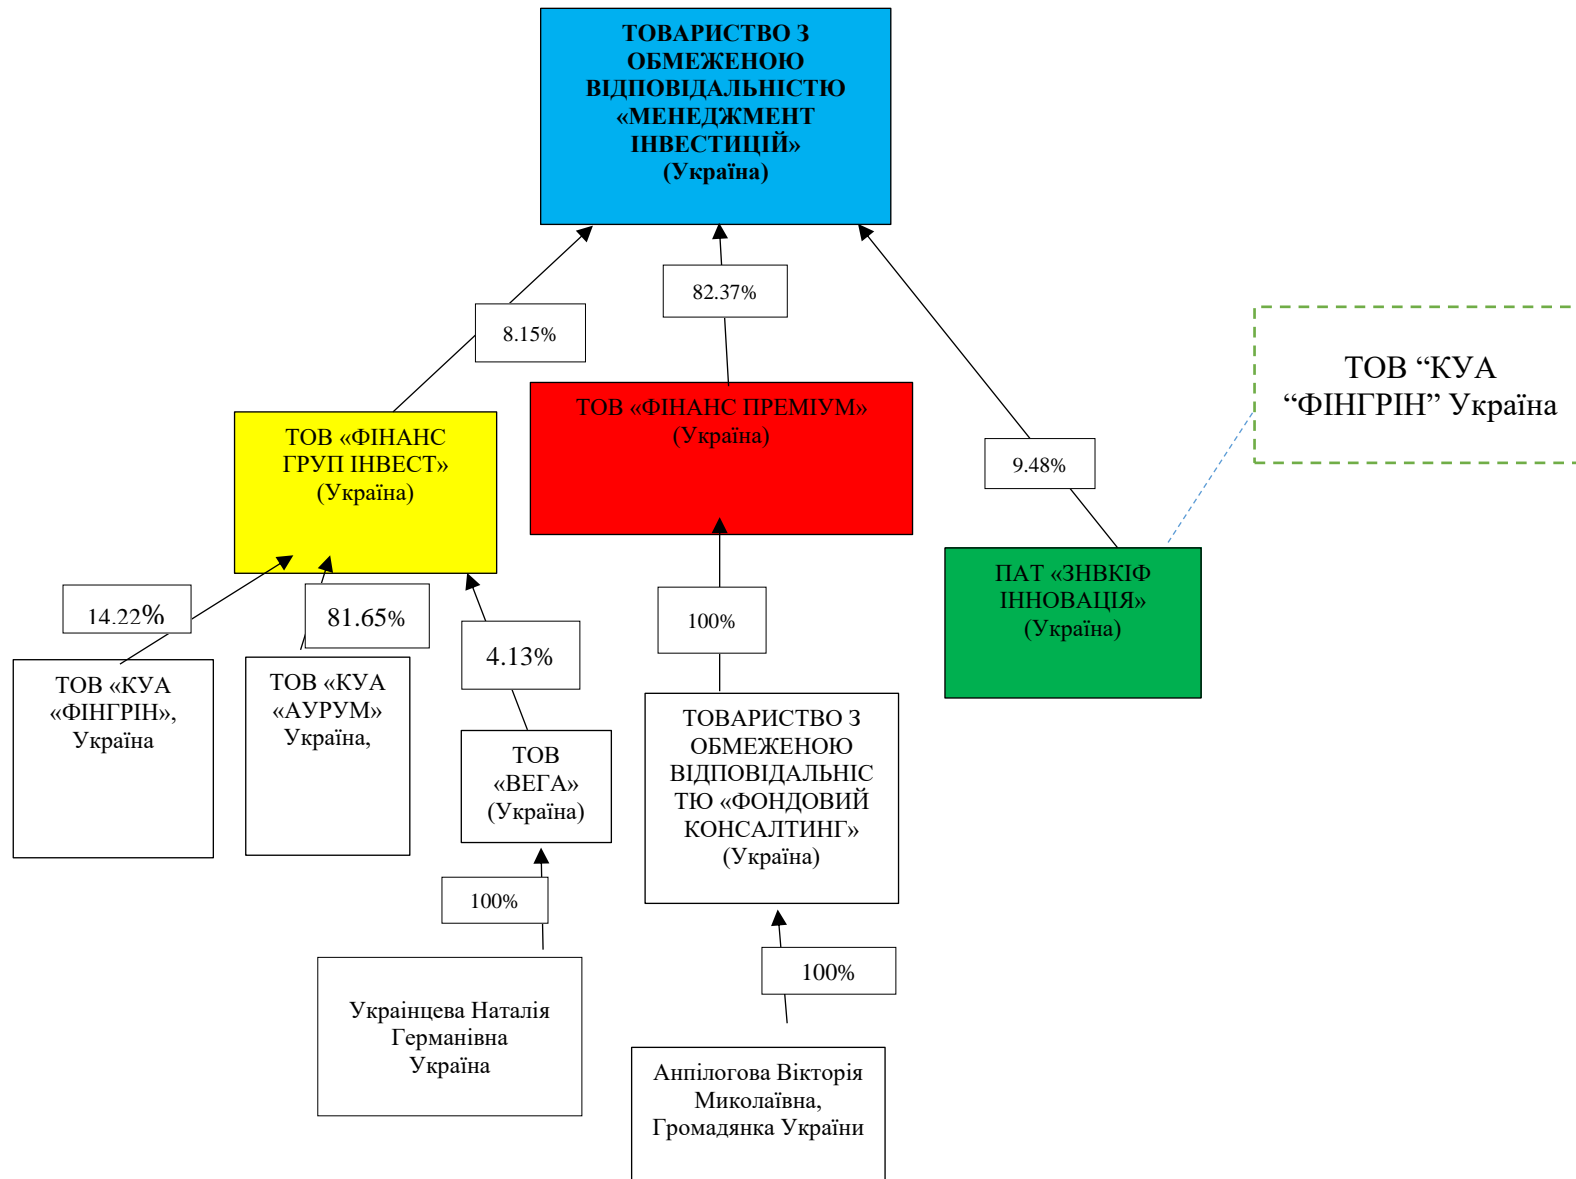 ТОВАРИСТВО З
ОБМЕЖЕНОЮ
ВІДПОВІДАЛЬНІСТЮ
«МЕНЕДЖМЕНТ
ІНВЕСТИЦІЙ»
(Україна)
8.15%
82.37%
9.48%
ТОВ “КУА
“ФІНГРІН” Україна
ТОВ «ФІНАНС
ГРУП ІНВЕСТ»
(Україна)
ТОВ «ФІНАНС ПРЕМІУМ»
(Україна)
ПАТ «ЗНВКІФ
ІННОВАЦІЯ»
(Україна)
14.22%
81.65%
4.13%
100%
ТОВ «КУА
«ФІНГРІН»,
Україна
ТОВ «КУА
«АУРУМ»
Україна,
ТОВ
«ВЕГА»
(Україна)
ТОВАРИСТВО З
ОБМЕЖЕНОЮ
ВІДПОВІДАЛЬНІС
ТЮ «ФОНДОВИЙ
КОНСАЛТИНГ»
(Україна)
100%
100%
Украінцева Наталія
Германівна
Україна
Анпілогова Вікторія
Миколаївна,
Громадянка України